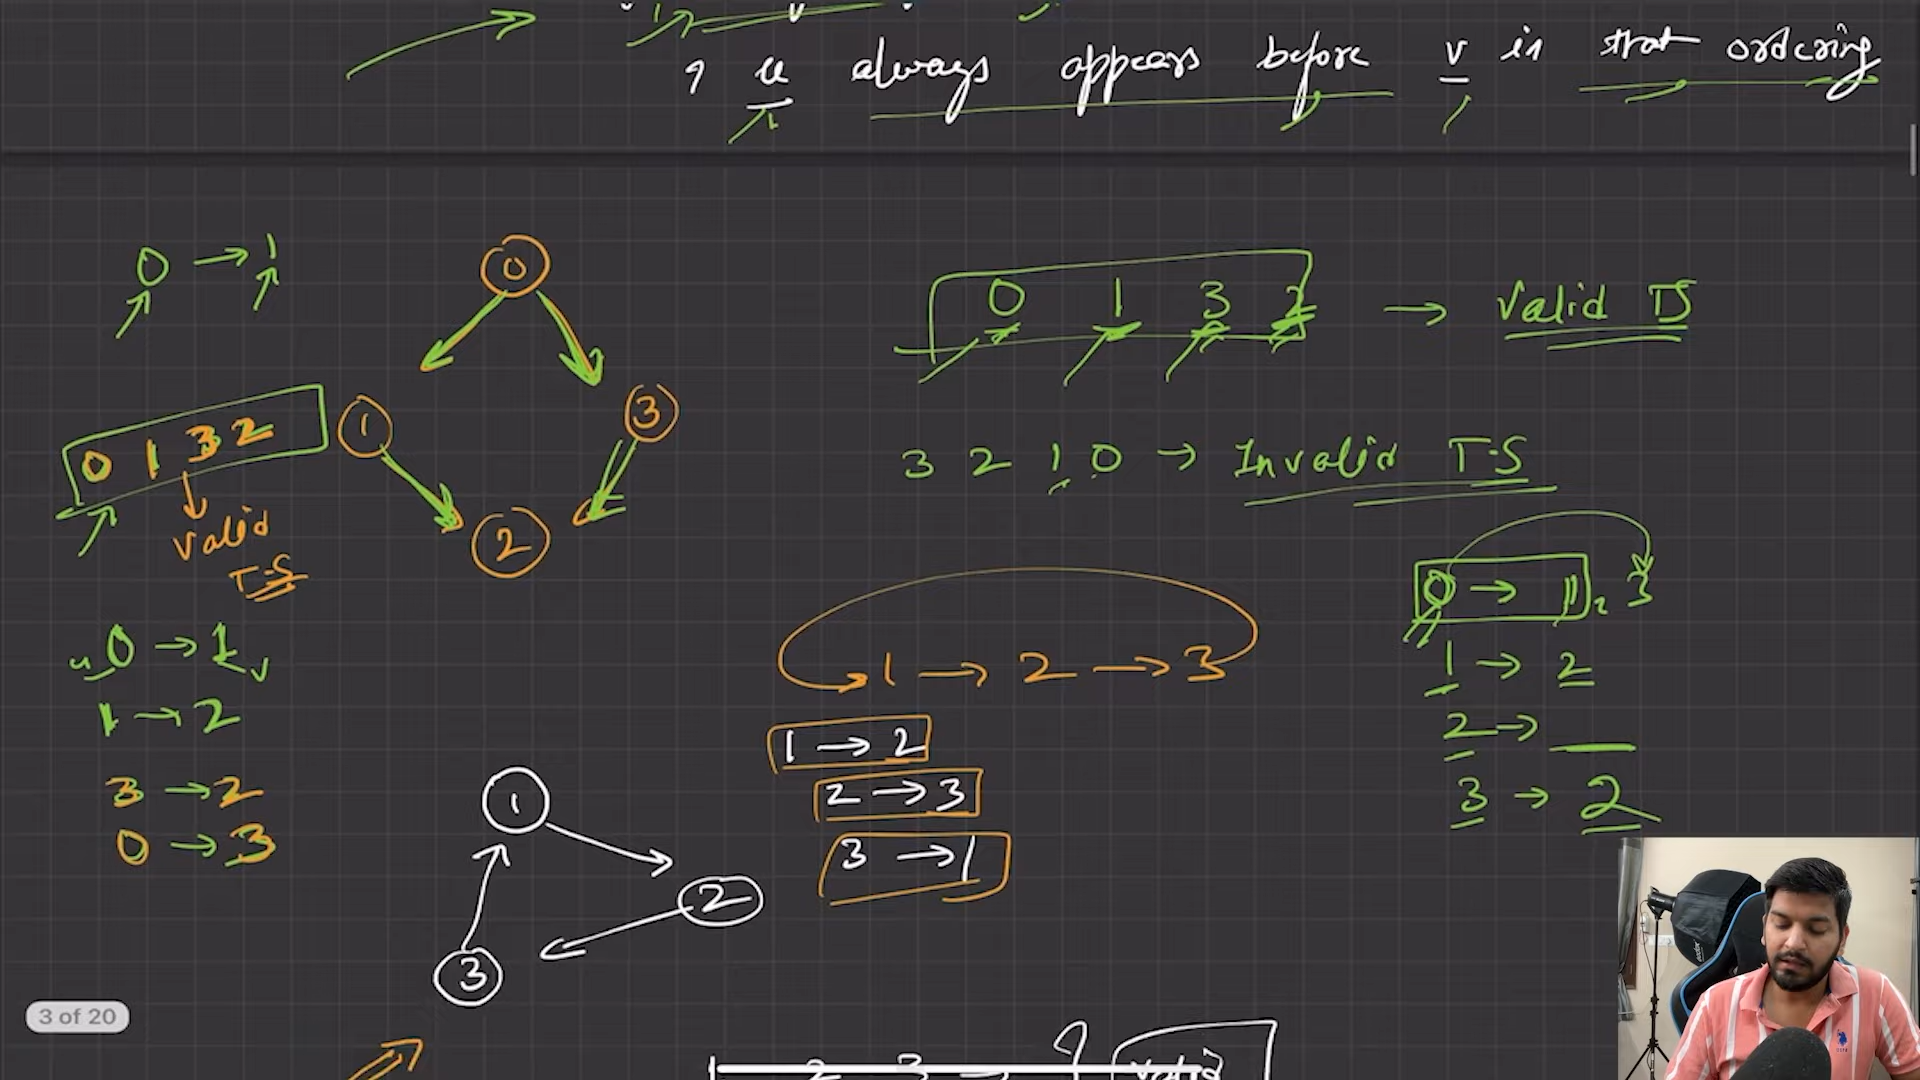 u always appears before v in that ordering
0 → 1
0
0 1 3 2 → Valid TS
1
3
0 1 3 2
Valid
T-S
3 2 1 0 → Invalid T-S
2
0 → 1, 3
u 0 → 1 v
1 → 2 → 3
1 → 2
1 → 2
1 → 2
2 →
2 → 3
3 → 2
3 → 2
1
0 → 3
3 → 1
2
3
3 of 20